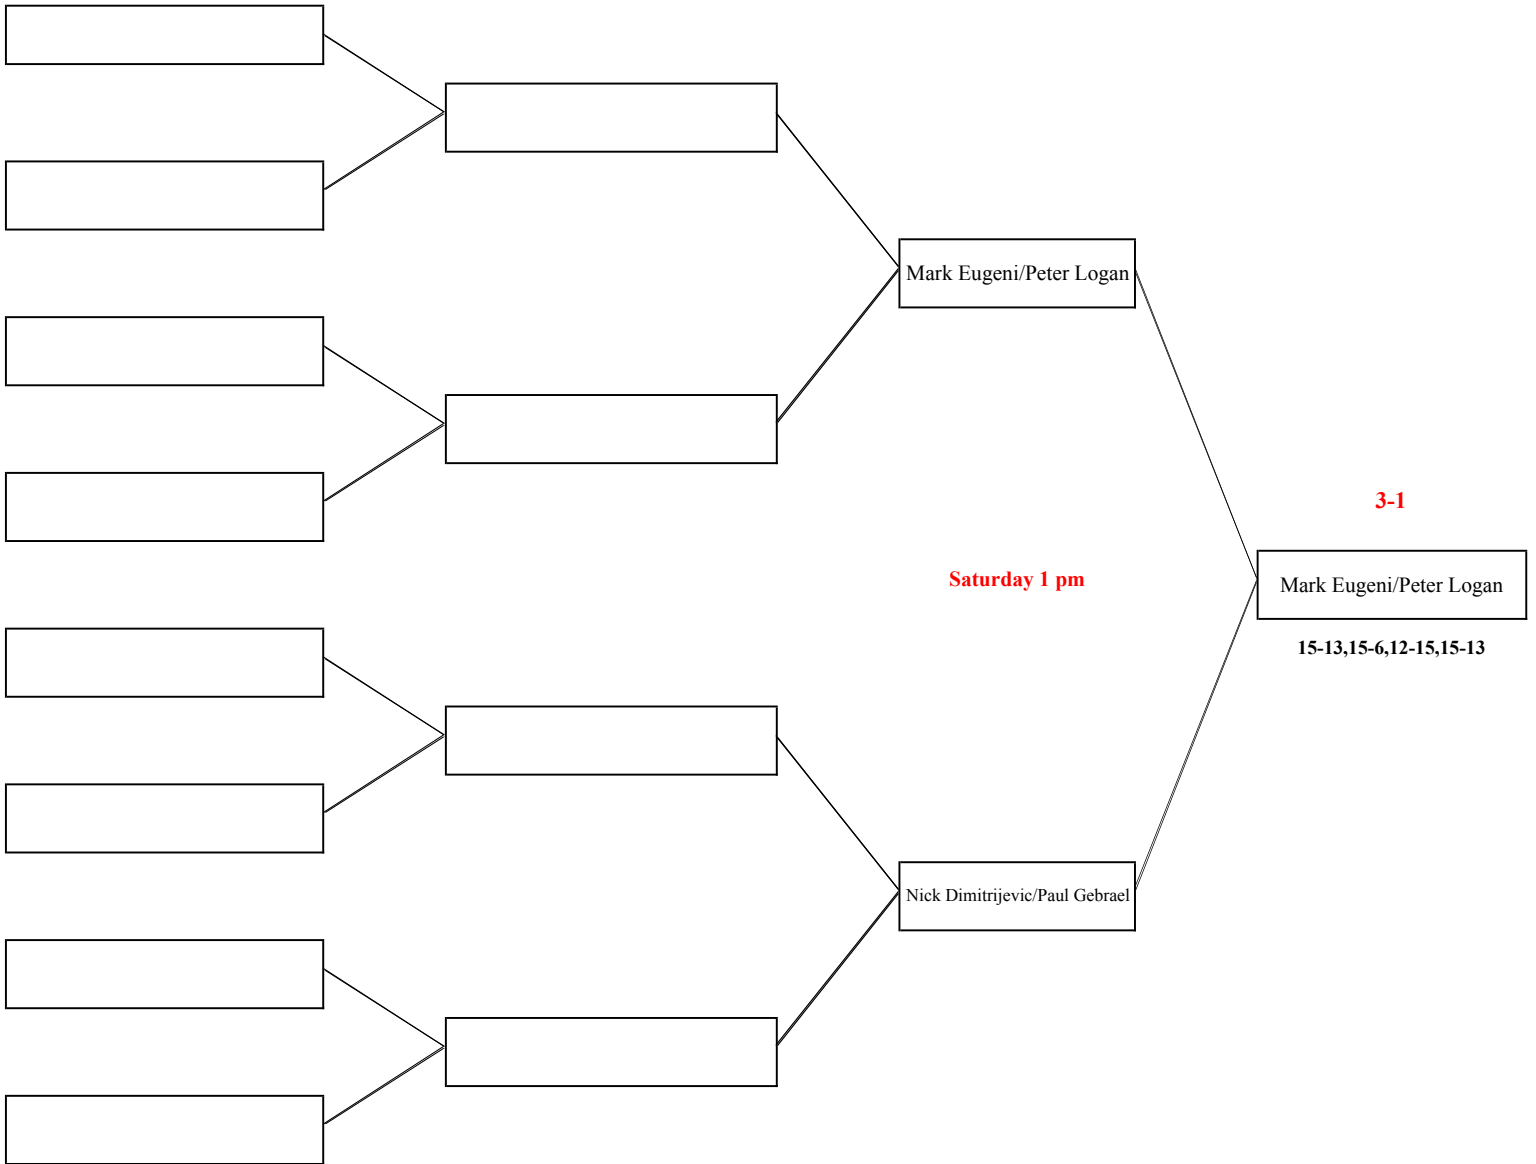 Mark Eugeni/Peter Logan
3-1
Saturday 1 pm
Mark Eugeni/Peter Logan
15-13,15-6,12-15,15-13
Nick Dimitrijevic/Paul Gebrael